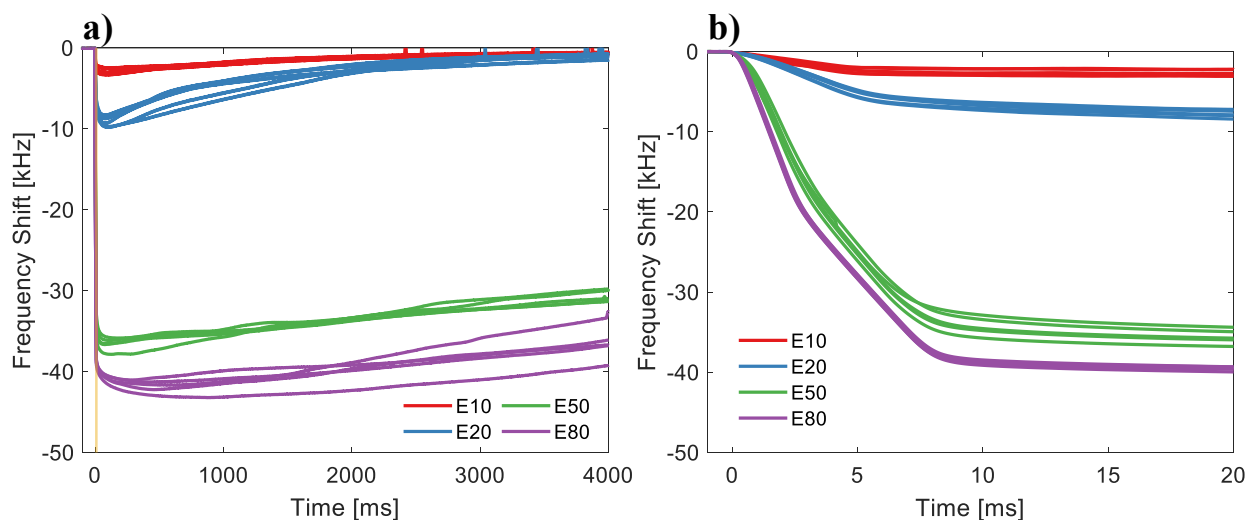 a)
0
-10
-20
-30
-40
-50
Frequency Shift [kHz]
0 1000 2000 3000 4000
Time [ms]
E10 E50
E20 E80
b)
0
-10
-20
-30
-40
-50
Frequency Shift [kHz]
0 5 10 15 20
Time [ms]
E10
E20
E50
E80